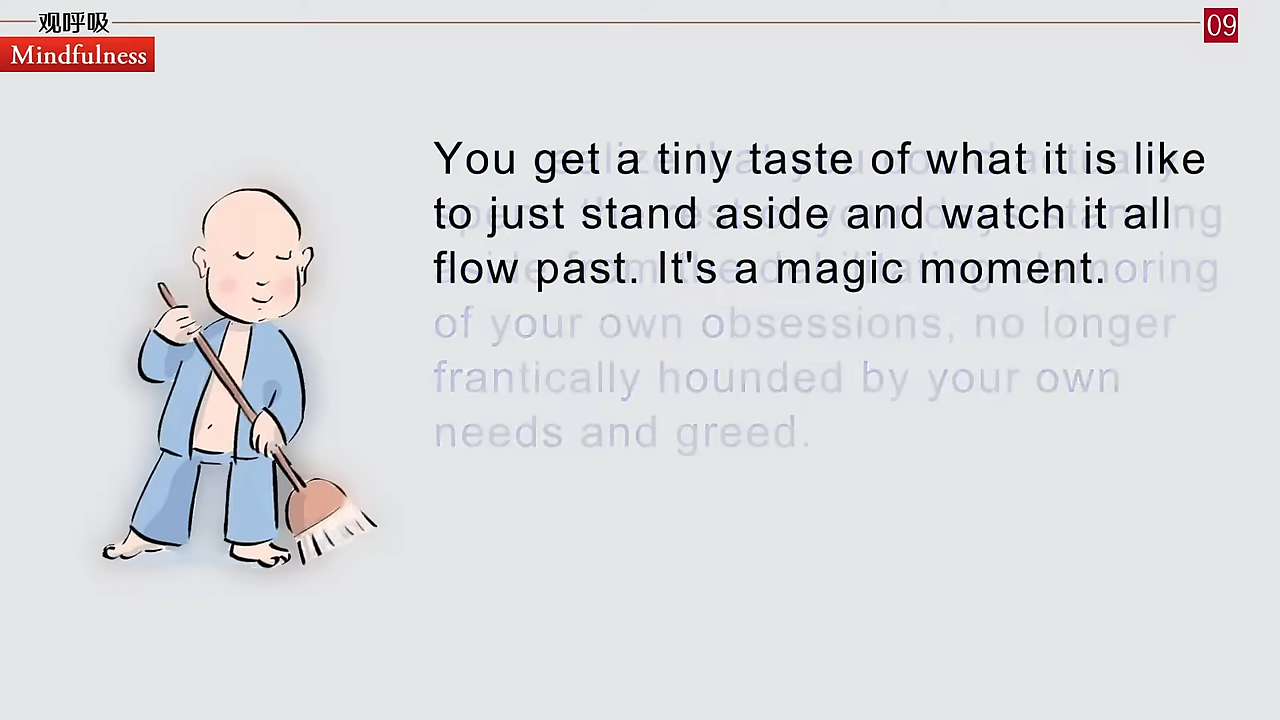 观呼吸
09
Mindfulness
You get a tiny taste of what it is like
to just stand aside and watch it all
flow past. It's a magic moment.
of your own obsessions, no longer
frantically hounded by your own
needs and greed.